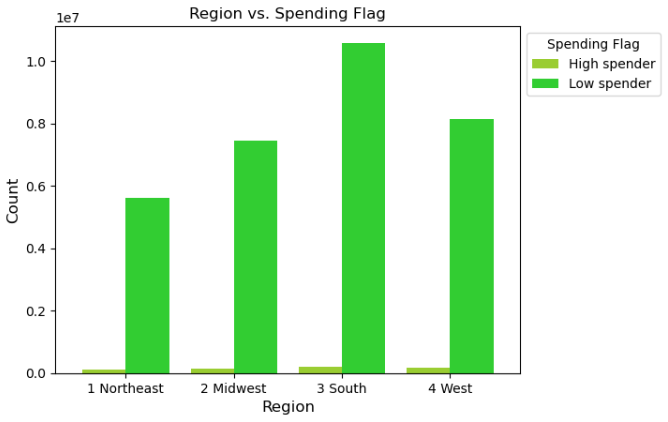 Region vs. Spending Flag
1e7
Spending Flag
High spender
Low spender
1.0
0.8
0.6
0.4
0.2
0.0
Count
1 Northeast
2 Midwest
3 South
4 West
Region